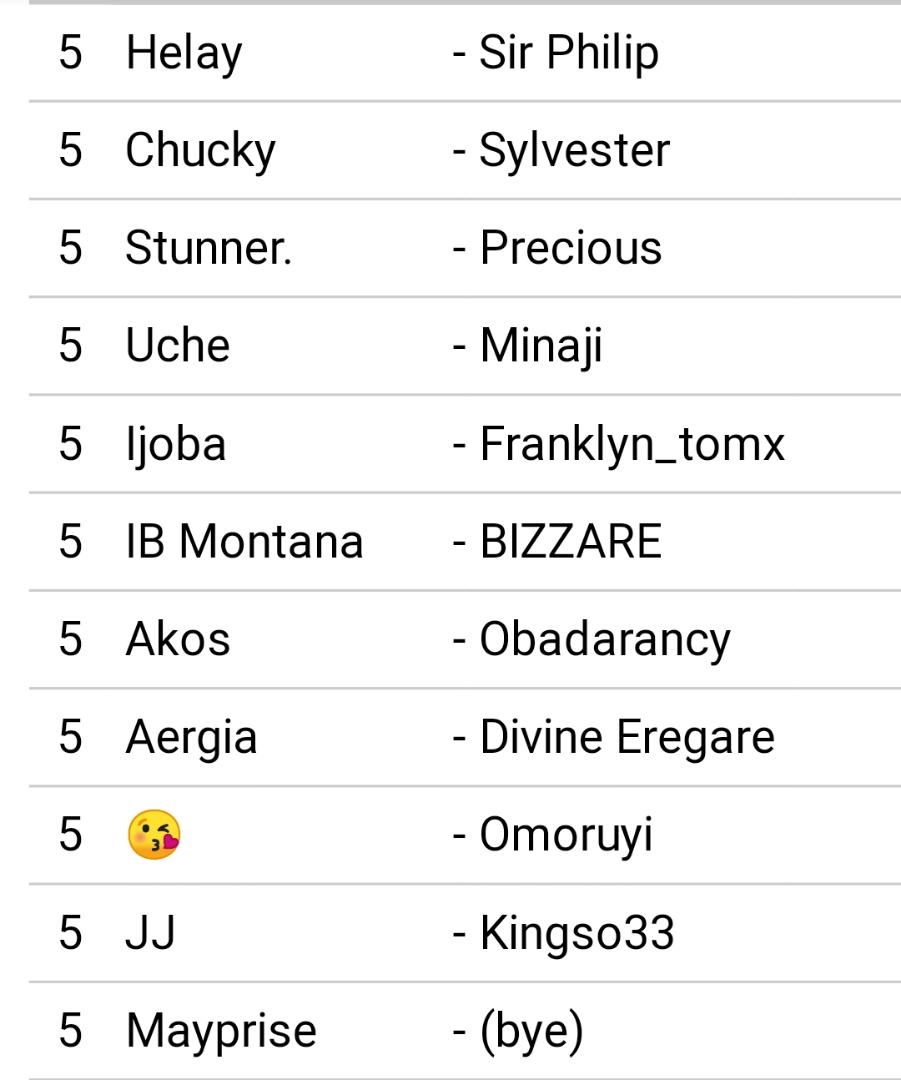 5 Helay - Sir Philip
5 Chucky - Sylvester
5 Stunner. - Precious
5 Uche - Minaji
5 Ijoba - Franklyn_tomx
5 IB Montana - BIZZARE
5 Akos - Obadarancy
5 Aergia - Divine Eregare
5 😘 - Omoruyi
5 JJ - Kingso33
5 Mayprise - (bye)